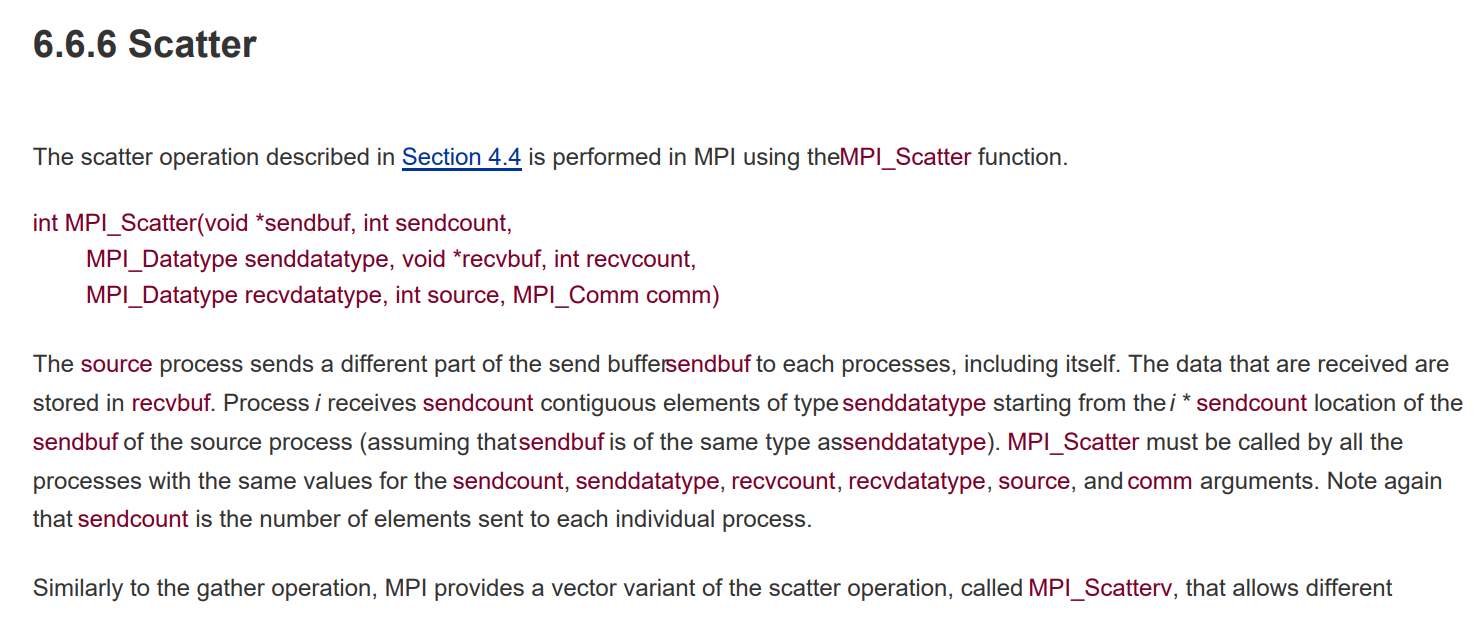 6.6.6 Scatter
The scatter operation described in Section 4.4 is performed in MPI using theMPI_Scatter function.
int MPI_Scatter(void *sendbuf, int sendcount,
MPI_Datatype senddatatype, void *recvbuf, int recvcount,
MPI_Datatype recvdatatype, int source, MPI_Comm comm)
The source process sends a different part of the send buffersendbuf to each processes, including itself. The data that are received are
stored in recvbuf. Process i receives sendcount contiguous elements of type senddatatype starting from the i * sendcount location of the
sendbuf of the source process (assuming that sendbuf is of the same type assenddatatype). MPI_Scatter must be called by all the
processes with the same values for the sendcount, senddatatype, recvcount, recvdatatype, source, and comm arguments. Note again
that sendcount is the number of elements sent to each individual process.
Similarly to the gather operation, MPI provides a vector variant of the scatter operation, called MPI_Scatterv, that allows different